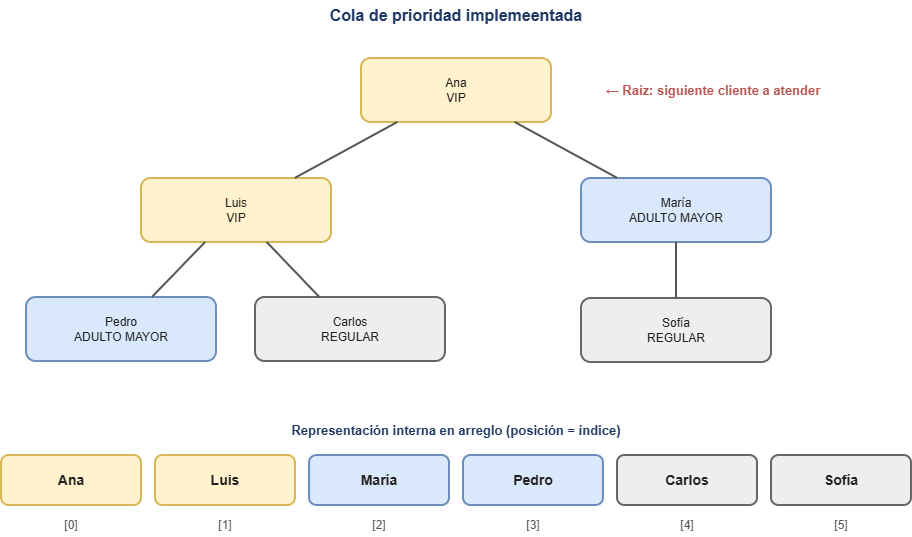 Cola de prioridad implemeentada
Ana
VIP
← Raíz: siguiente cliente a atender
Luis
VIP
María
ADULTO MAYOR
Pedro
ADULTO MAYOR
Carlos
REGULAR
Sofía
REGULAR
Representación interna en arreglo (posición = índice)
Ana
Luis
María
Pedro
Carlos
Sofía
[0]
[1]
[2]
[3]
[4]
[5]